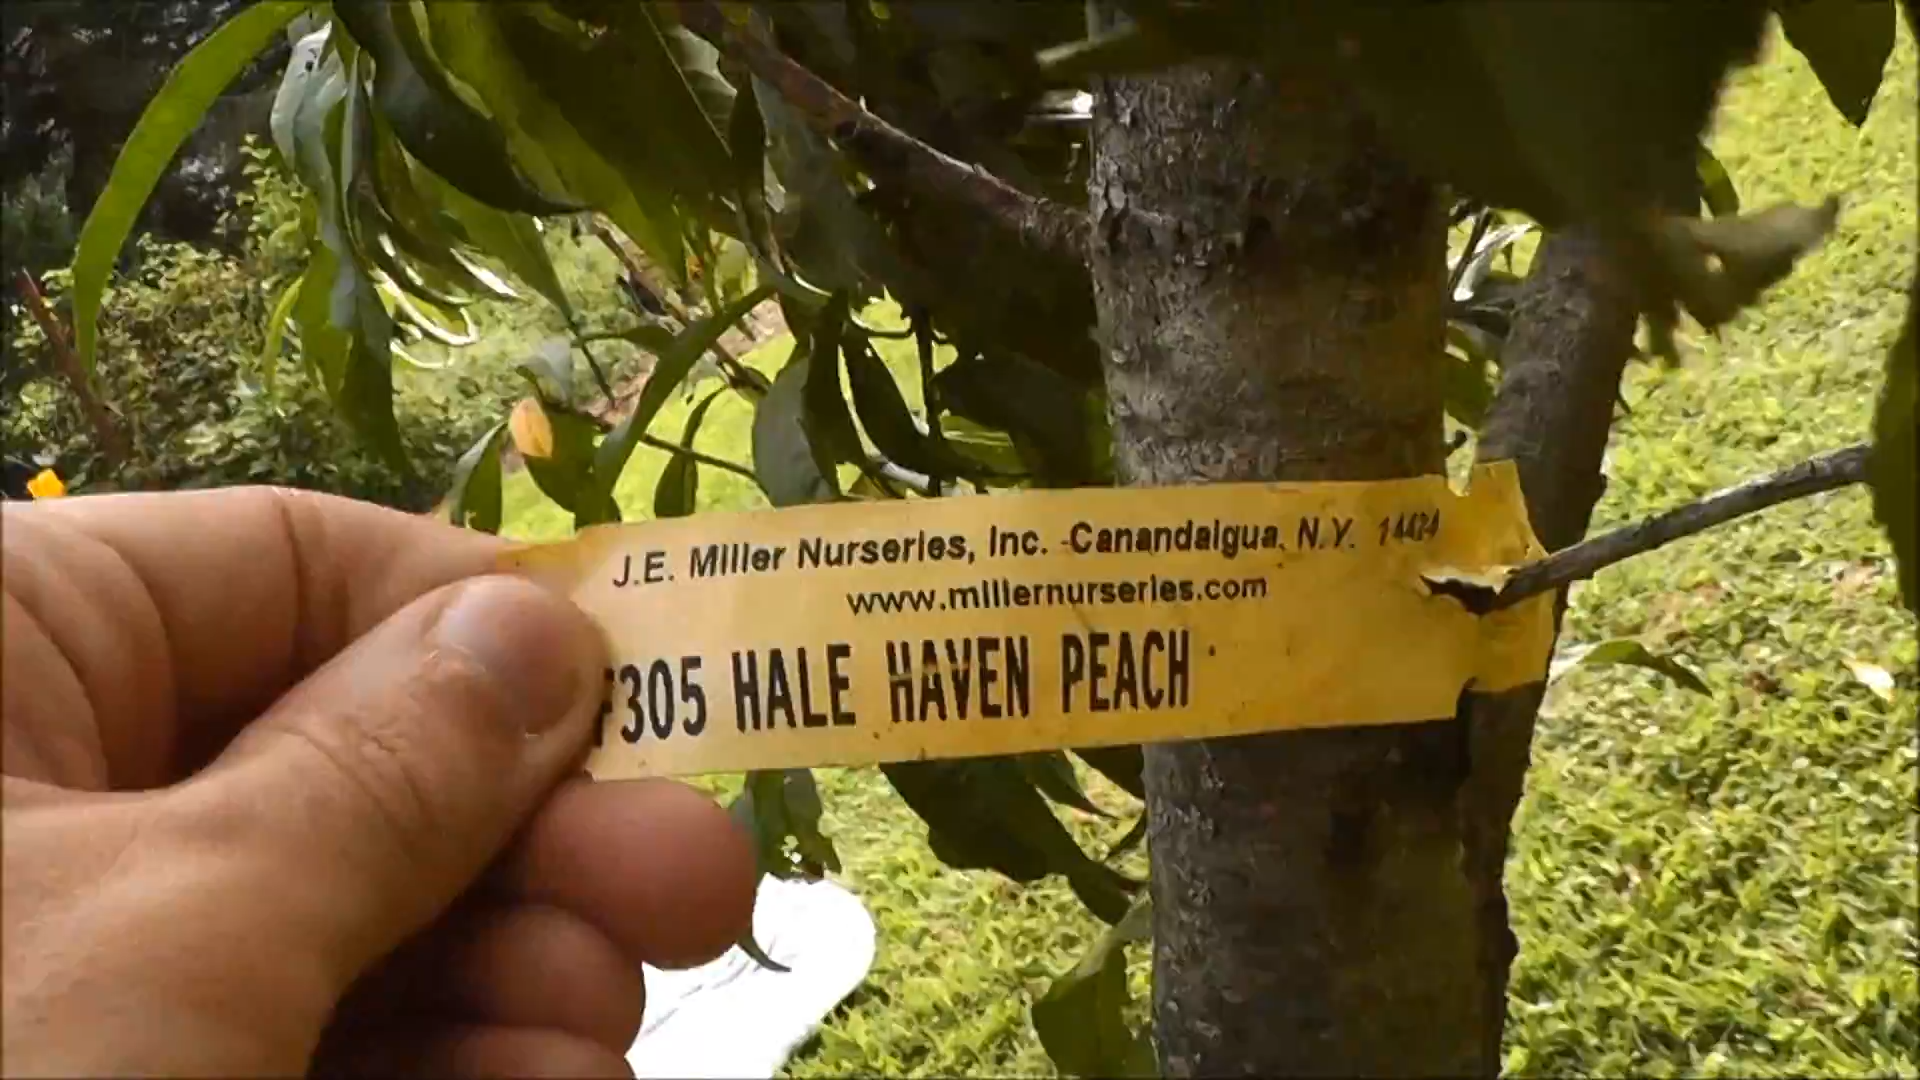 J.E. Miller Nurseries, Inc. -Canandaigua, N.Y. 14424
www.millernurseries.com
F305 HALE HAVEN PEACH